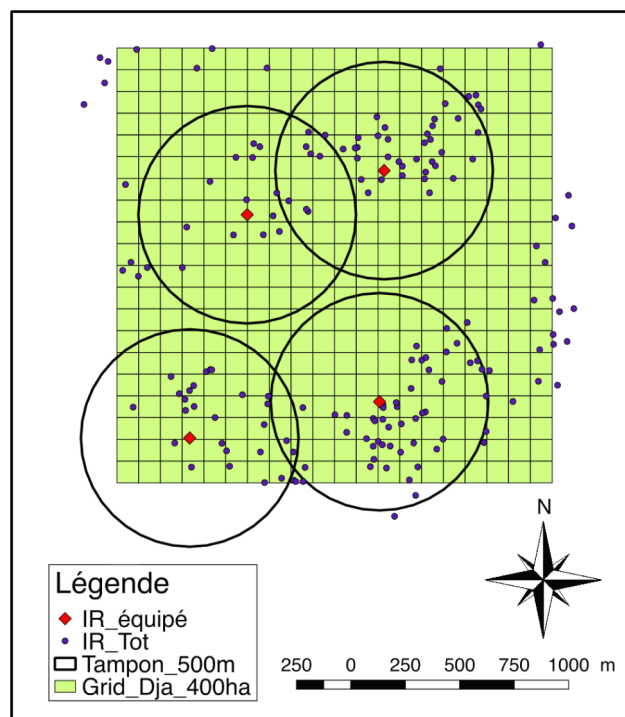 N
Légende
IR_équipé
IR_Tot
Tampon_500m
Grid_Dja_400ha
250 0 250 500 750 1000 m